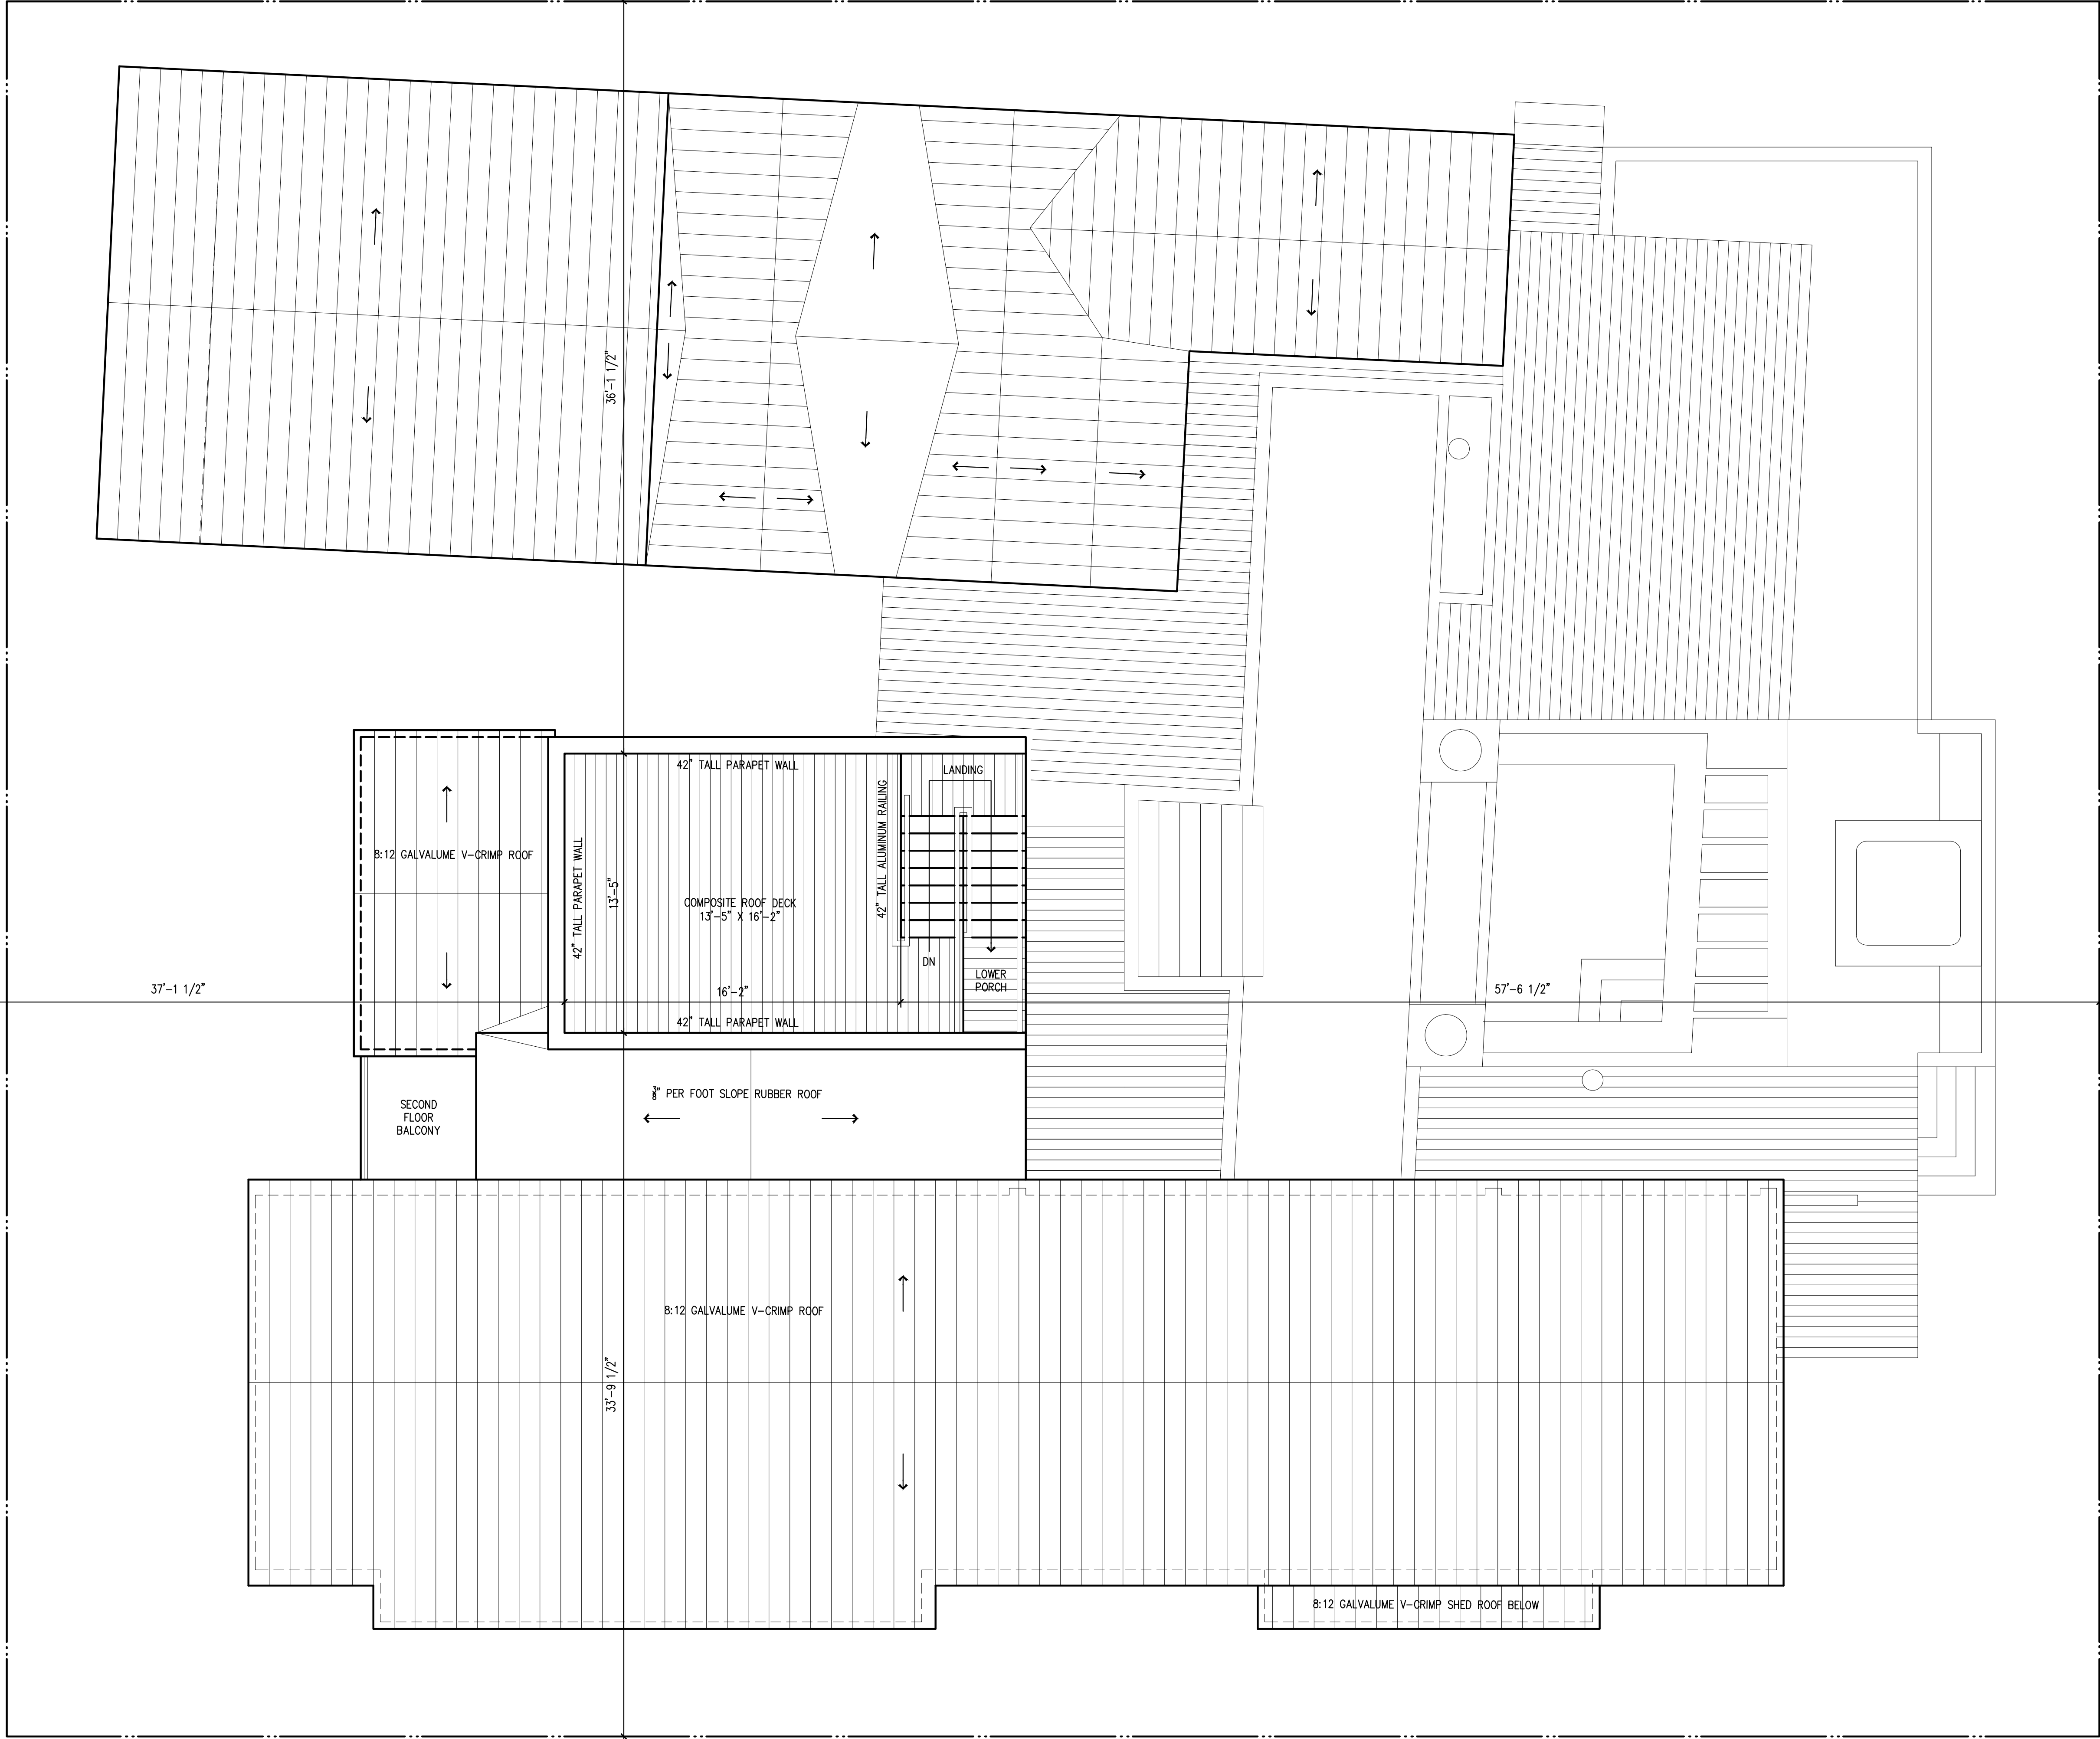 36'-1 1/2"
42" TALL PARAPET WALL
LANDING
42" TALL ALUMINUM RAILING
8:12 GALVALUME V-CRIMP ROOF
42" TALL PARAPET WALL
13'-5"
COMPOSITE ROOF DECK
13'-5" X 16'-2"
DN
LOWER
PORCH
37'-1 1/2"
16'-2"
57'-6 1/2"
42" TALL PARAPET WALL
3/8" PER FOOT SLOPE RUBBER ROOF
SECOND
FLOOR
BALCONY
8:12 GALVALUME V-CRIMP ROOF
33'-9 1/2"
8:12 GALVALUME V-CRIMP SHED ROOF BELOW